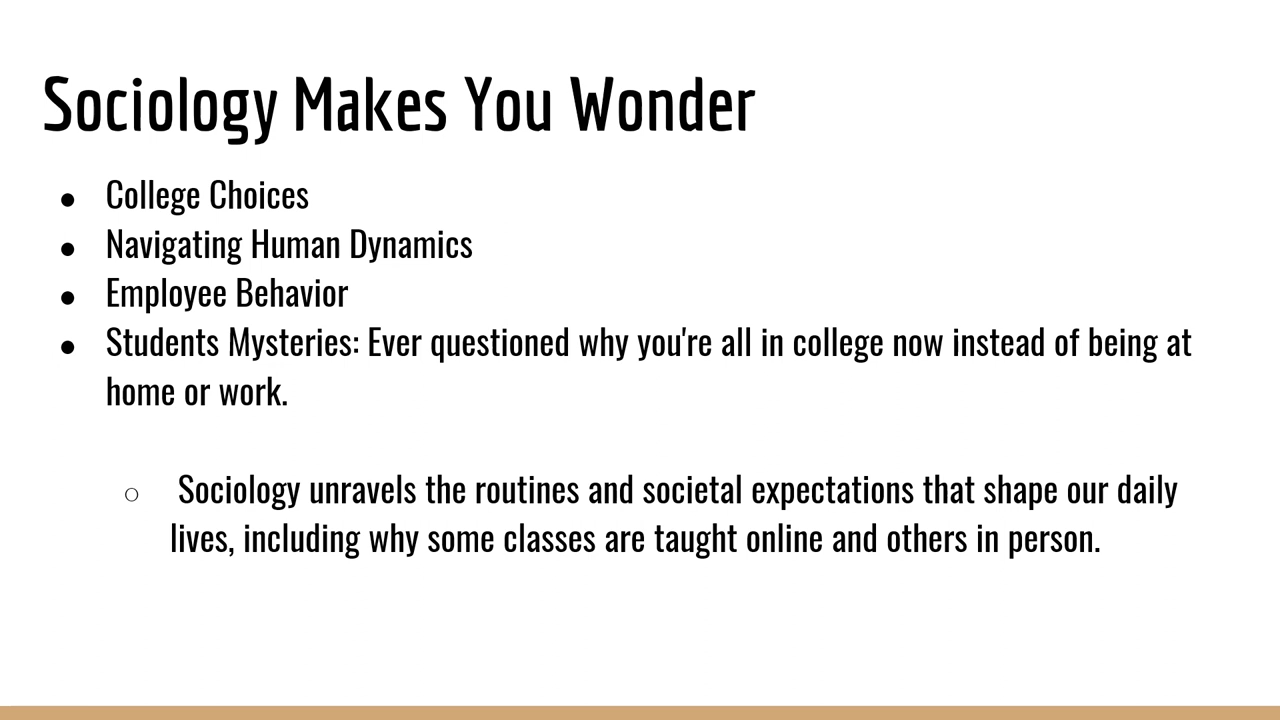 Sociology Makes You Wonder
● College Choices
● Navigating Human Dynamics
● Employee Behavior
● Students Mysteries: Ever questioned why you're all in college now instead of being at
home or work.
○ Sociology unravels the routines and societal expectations that shape our daily
lives, including why some classes are taught online and others in person.